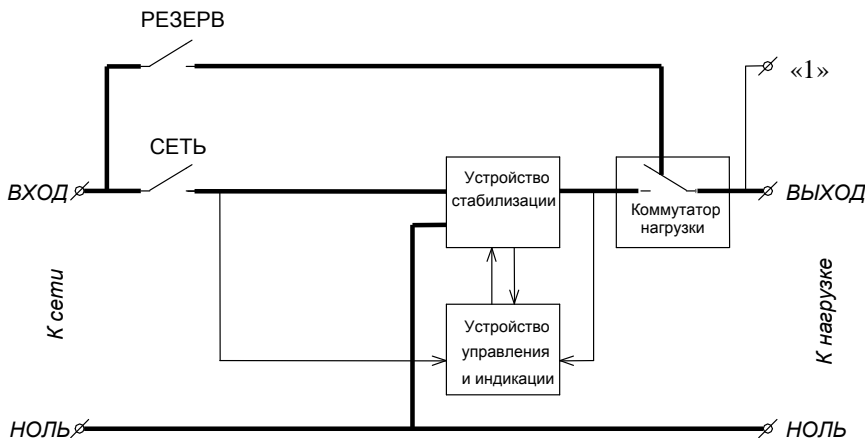 РЕЗЕРВ
«1»
СЕТЬ
ВХОД
Устройство
стабилизации
Коммутатор
нагрузки
ВЫХОД
К сети
Устройство
управления
и индикации
К нагрузке
НОЛЬ
НОЛЬ